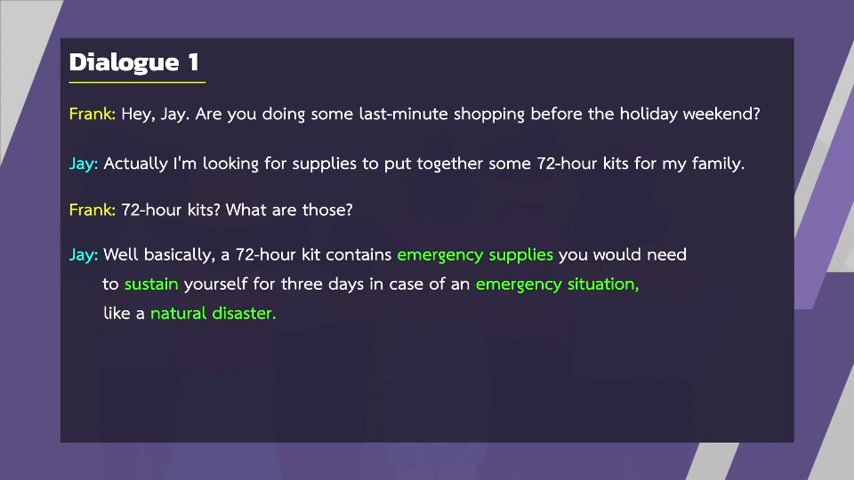 Dialogue 1
Frank: Hey, Jay. Are you doing some last-minute shopping before the holiday weekend?
Jay: Actually I'm looking for supplies to put together some 72-hour kits for my family.
Frank: 72-hour kits? What are those?
Jay: Well basically, a 72-hour kit contains emergency supplies you would need
to sustain yourself for three days in case of an emergency situation,
like a natural disaster.